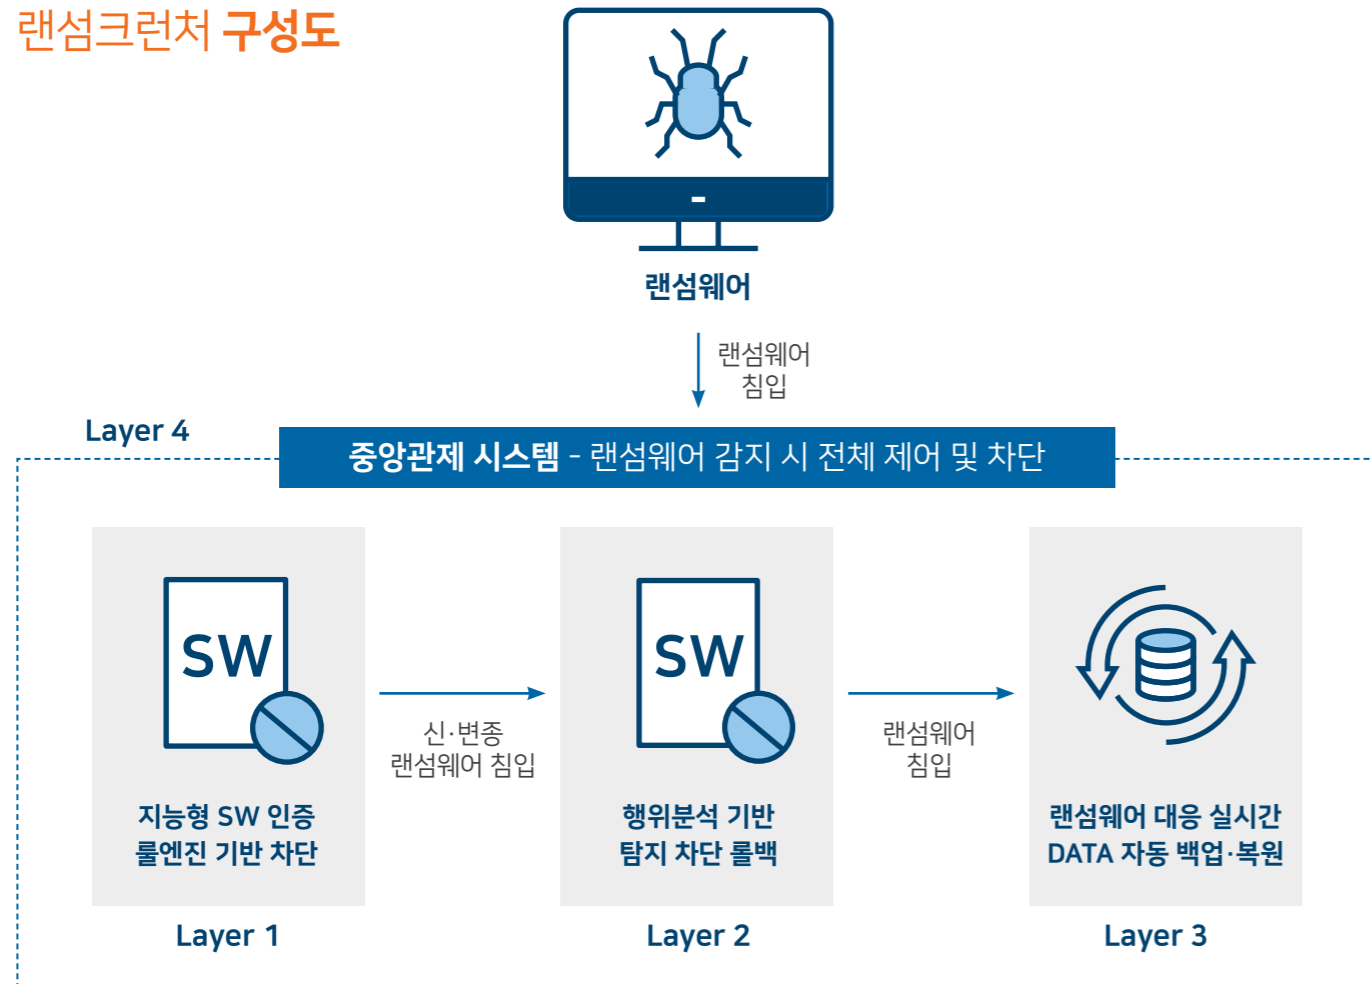 랜섬크런처 구성도
랜섬웨어
랜섬웨어
침입
Layer 4
중앙관제 시스템 - 랜섬웨어 감지 시 전체 제어 및 차단
SW
지능형 SW 인증
룰엔진 기반 차단
Layer 1
신·변종
랜섬웨어 침입
SW
행위분석 기반
탐지 차단 롤백
Layer 2
랜섬웨어
침입
랜섬웨어 대응 실시간
DATA 자동 백업·복원
Layer 3